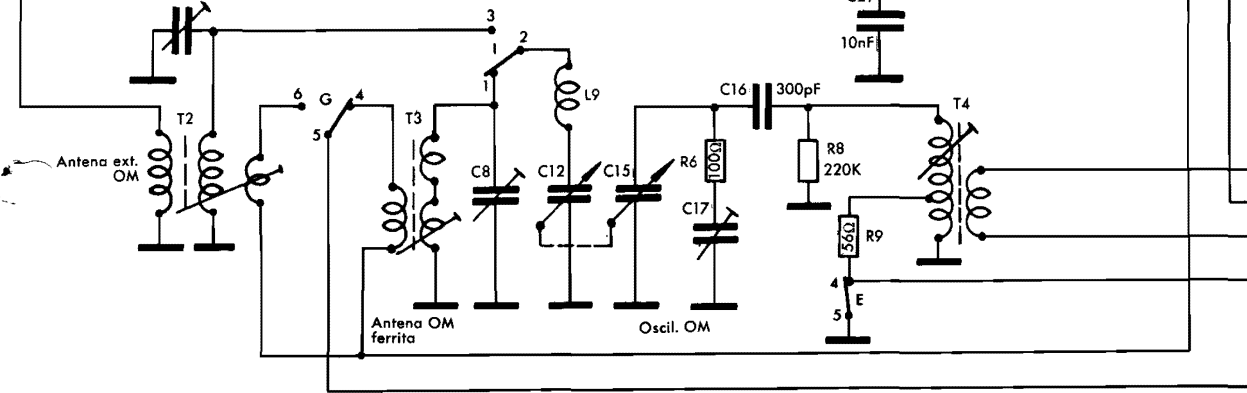 C27
10nF
3
2
1
L9
6
G
4
5
T2
Antena ext.
OM
T3
C8
C12
C15
C16
300pF
R6
100Ω
C17
R8
220K
T4
56Ω
R9
4
E
5
Antena OM
ferrita
Oscil. OM